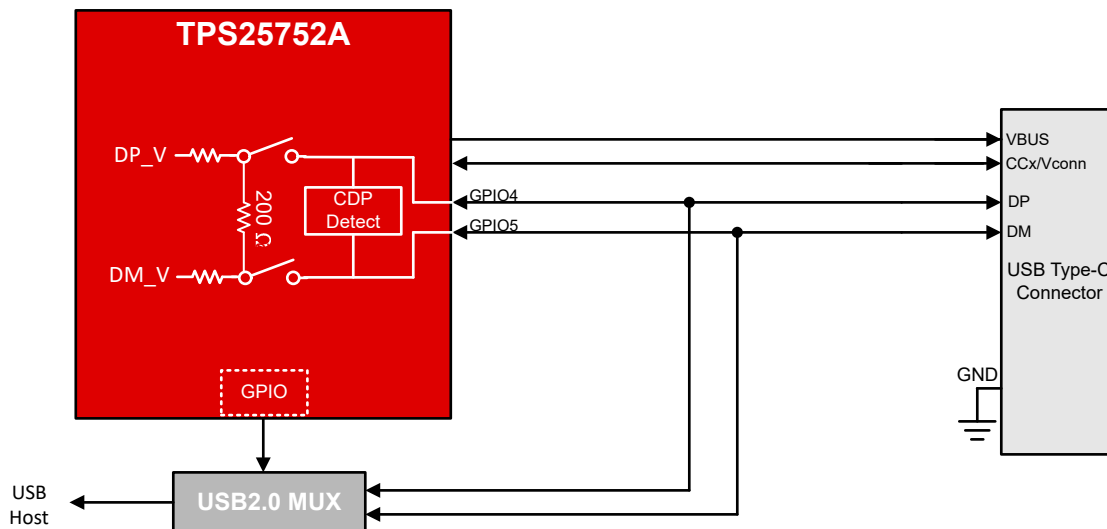 TPS25752A
DP_V
200 Ω
DM_V
CDP
Detect
GPIO4
GPIO5
GPIO
VBUS
CCx/Vconn
DP
DM
USB Type-C
Connector
GND
USB2.0 MUX
USB
Host